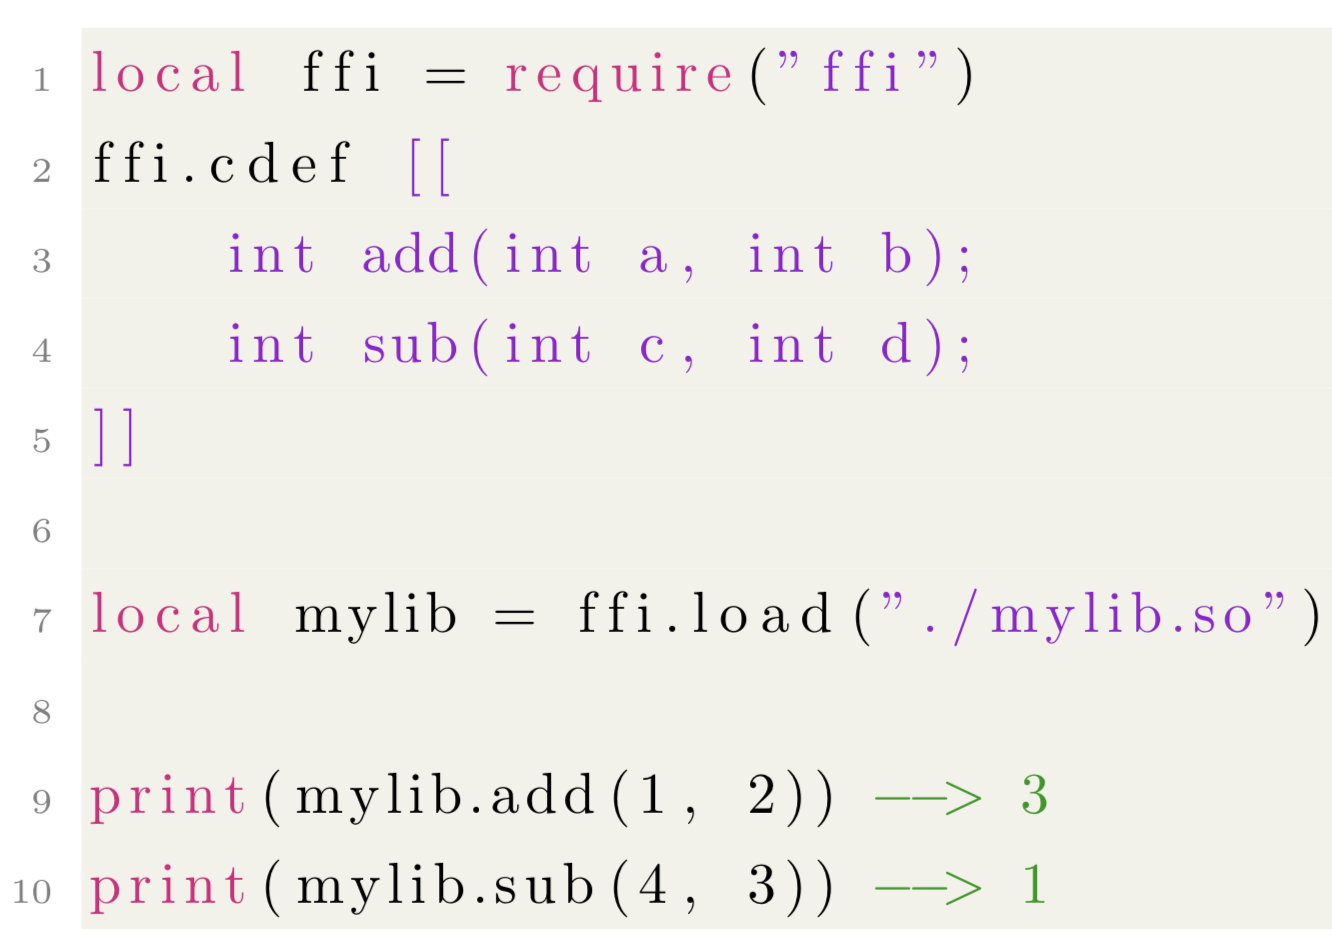 1 local ffi = require("ffi")
2 ffi.cdef [[
3     int add(int a, int b);
4     int sub(int c, int d);
5 ]]
6
7 local mylib = ffi.load("./mylib.so")
8
9 print(mylib.add(1, 2)) --> 3
10 print(mylib.sub(4, 3)) --> 1